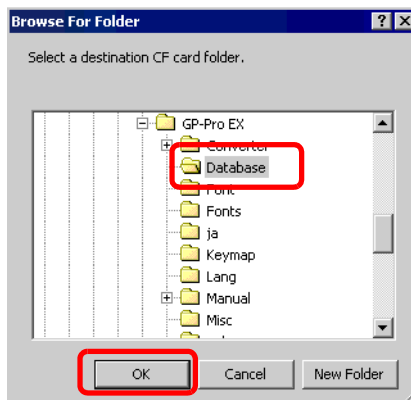 Browse For Folder
Select a destination CF card folder.
GP-Pro EX
Converter
Database
Font
Fonts
ja
Keymap
Lang
Manual
Misc
OK
Cancel
New Folder